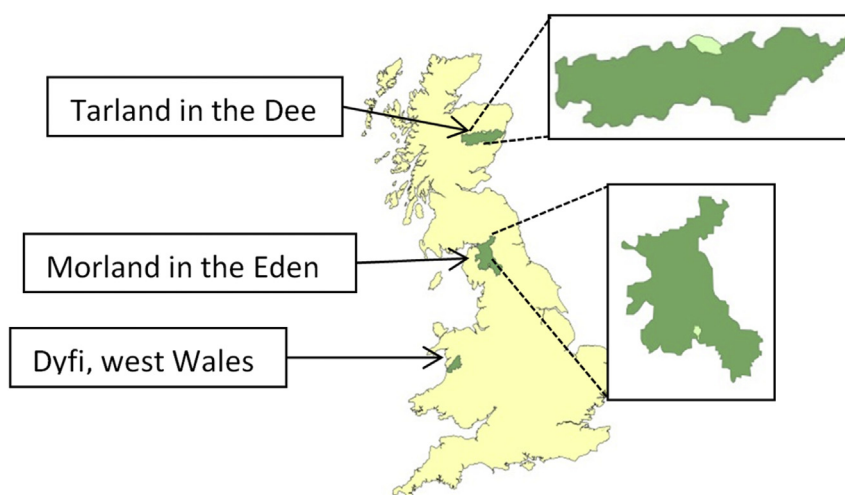 Tarland in the Dee
Morland in the Eden
Dyfi, west Wales